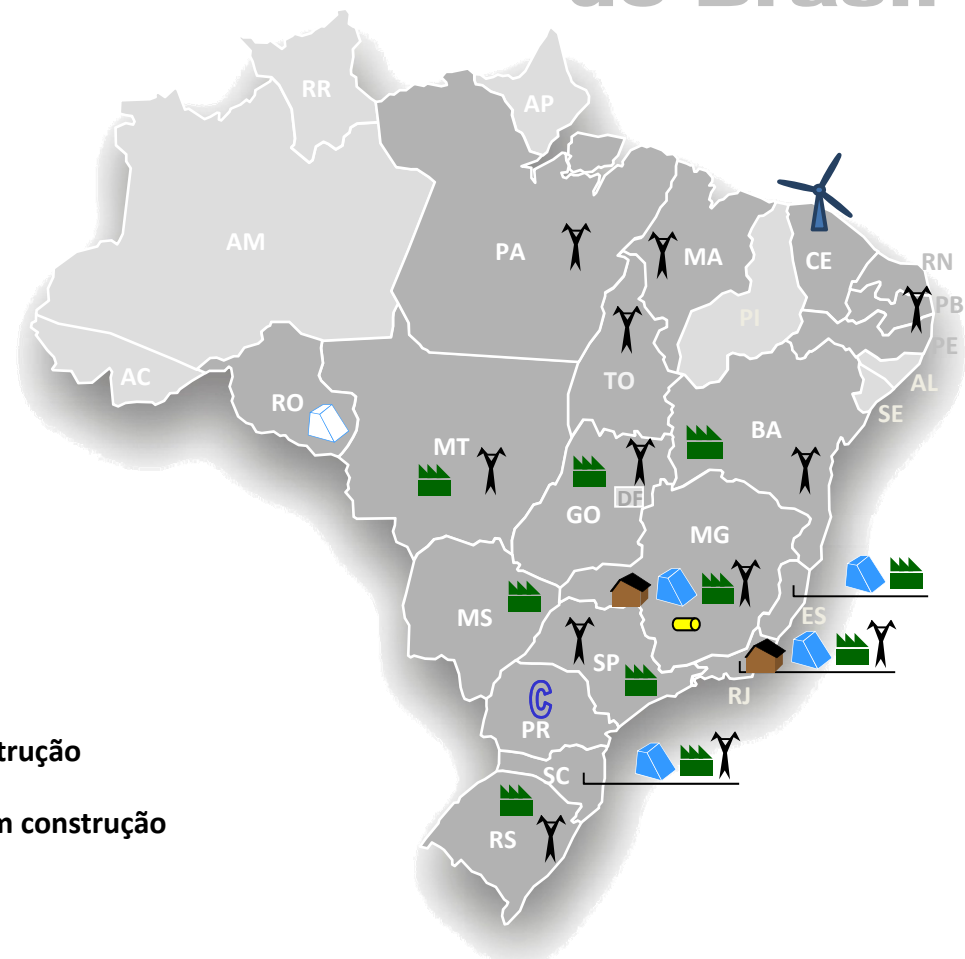 do Brasil
RR
AP
AM
PA
MA
CE
RN
PB
PI
PE
AC
TO
AL
RO
SE
BA
MT
DF
GO
MG
MS
ES
SP
RJ
C
PR
trução
SC
m construção
RS